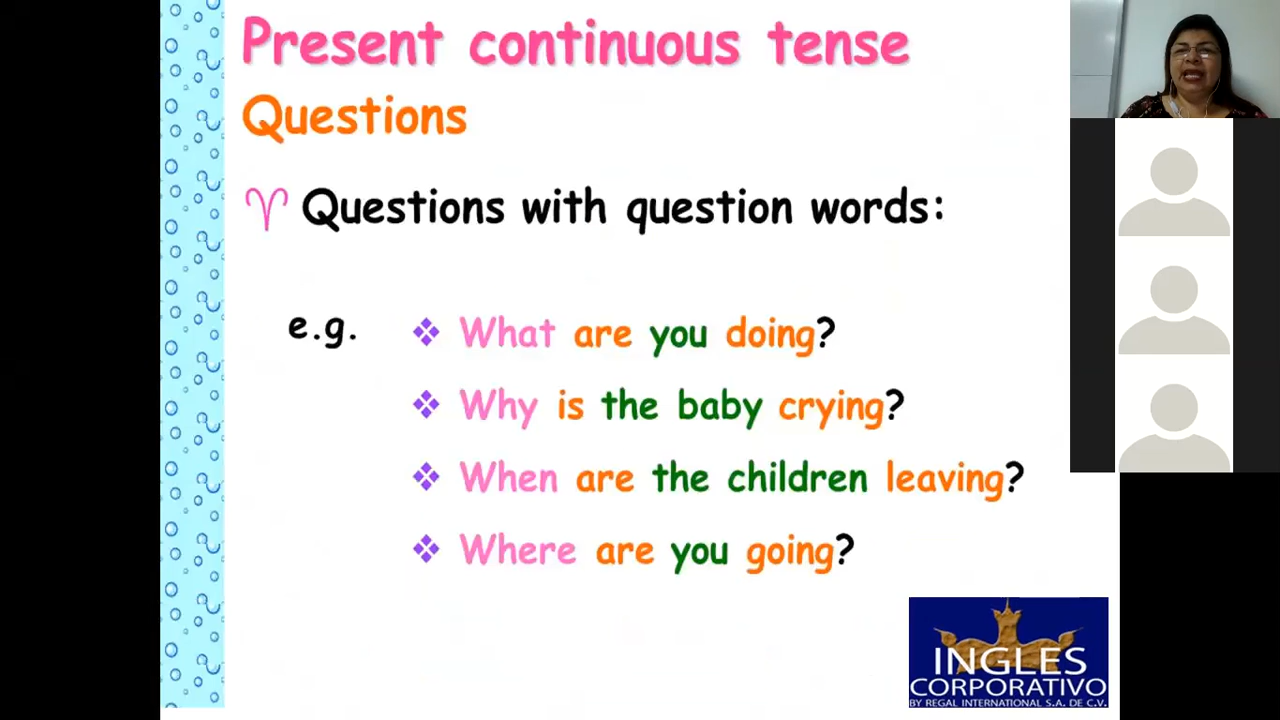 Present continuous tense
Questions
Questions with question words:
e.g.
What are you doing?
Why is the baby crying?
When are the children leaving?
Where are you going?
INGLES
CORPORATIVO
BY REGAL INTERNATIONAL S.A. DE C.V.